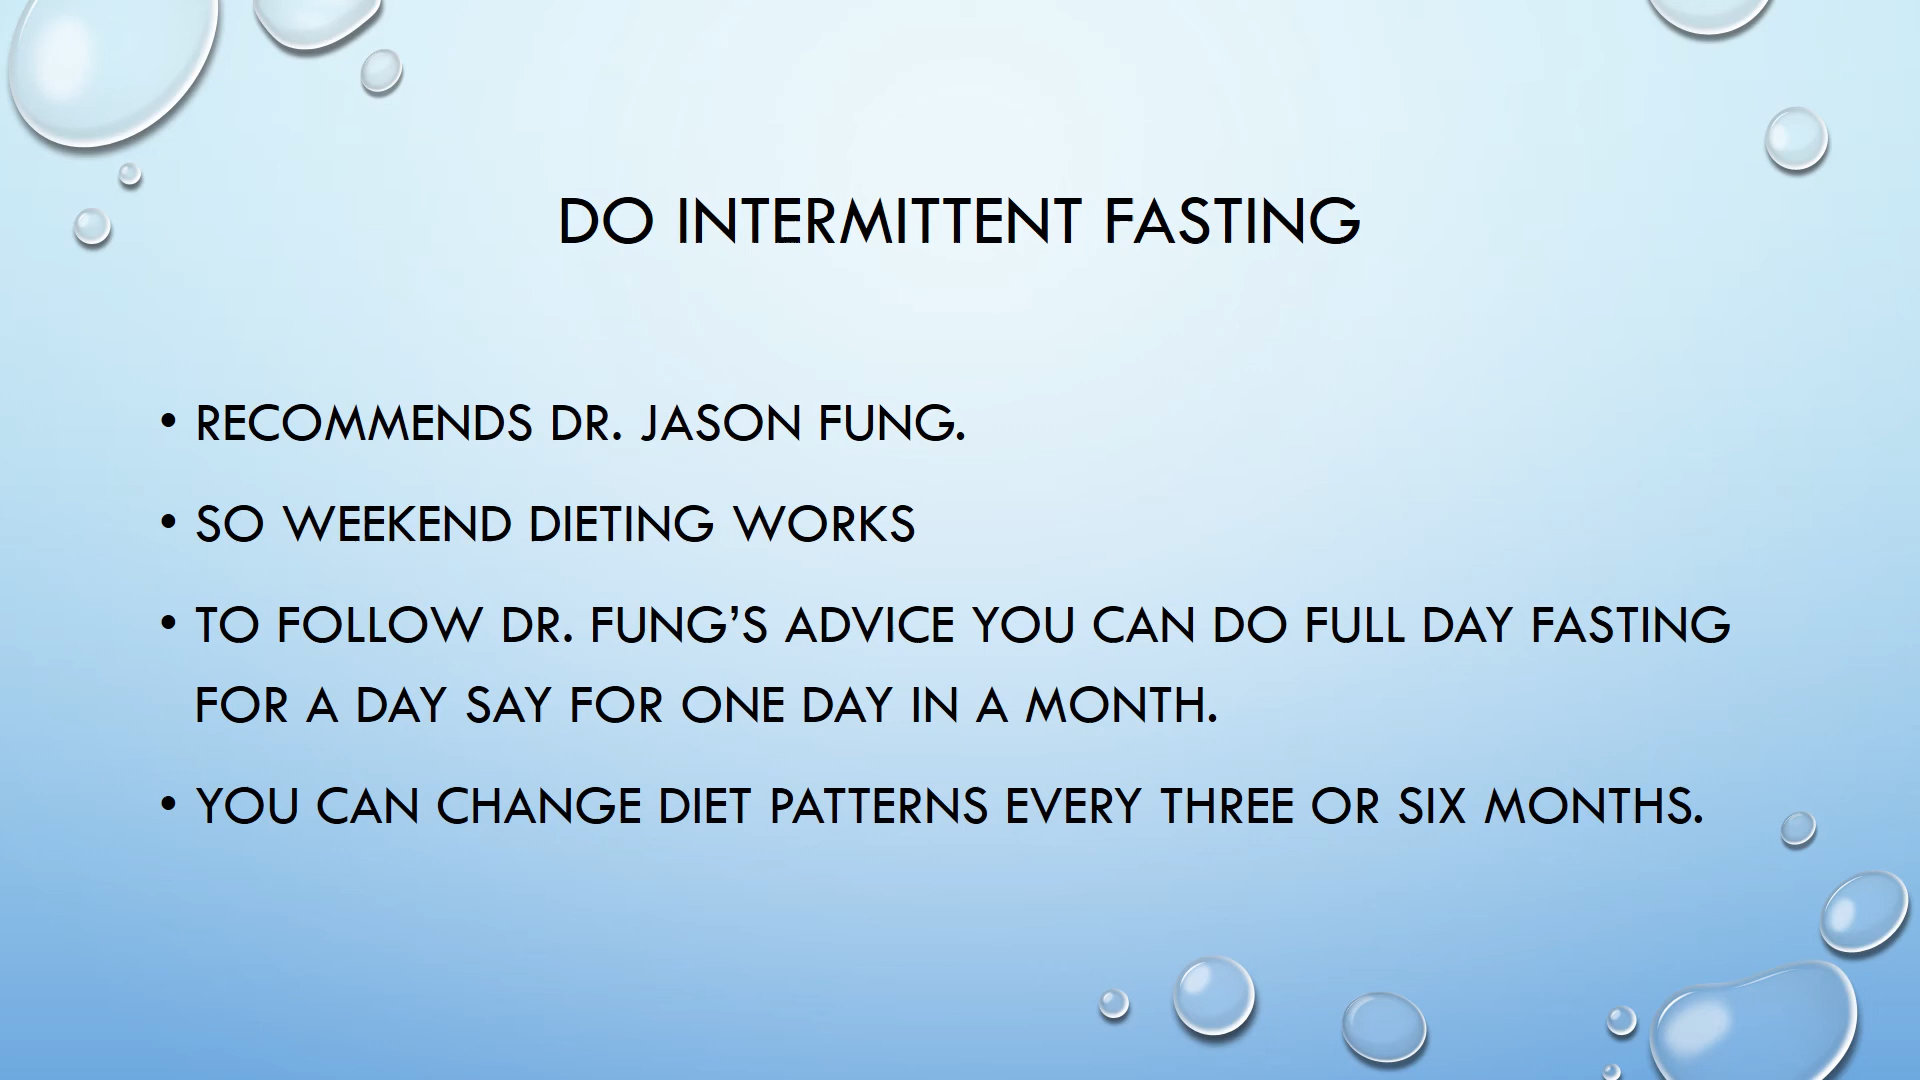 DO INTERMITTENT FASTING
• RECOMMENDS DR. JASON FUNG.
• SO WEEKEND DIETING WORKS
• TO FOLLOW DR. FUNG’S ADVICE YOU CAN DO FULL DAY FASTING
FOR A DAY SAY FOR ONE DAY IN A MONTH.
• YOU CAN CHANGE DIET PATTERNS EVERY THREE OR SIX MONTHS.